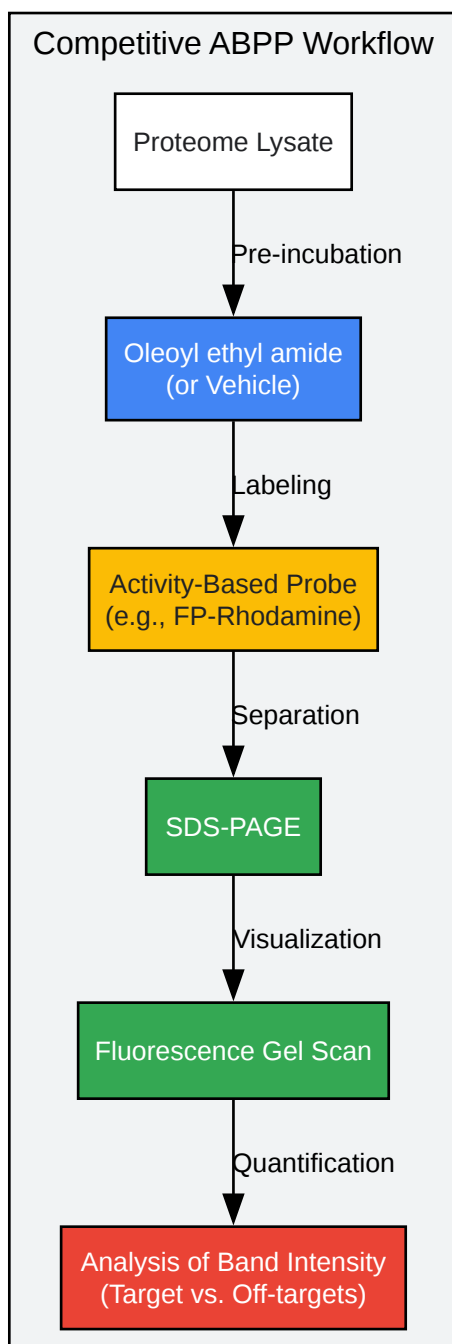 Competitive ABPP Workflow
Proteome Lysate
Pre-incubation
Oleoyl ethyl amide
(or Vehicle)
Labeling
Activity-Based Probe
(e.g., FP-Rhodamine)
Separation
SDS-PAGE
Visualization
Fluorescence Gel Scan
Quantification
Analysis of Band Intensity
(Target vs. Off-targets)